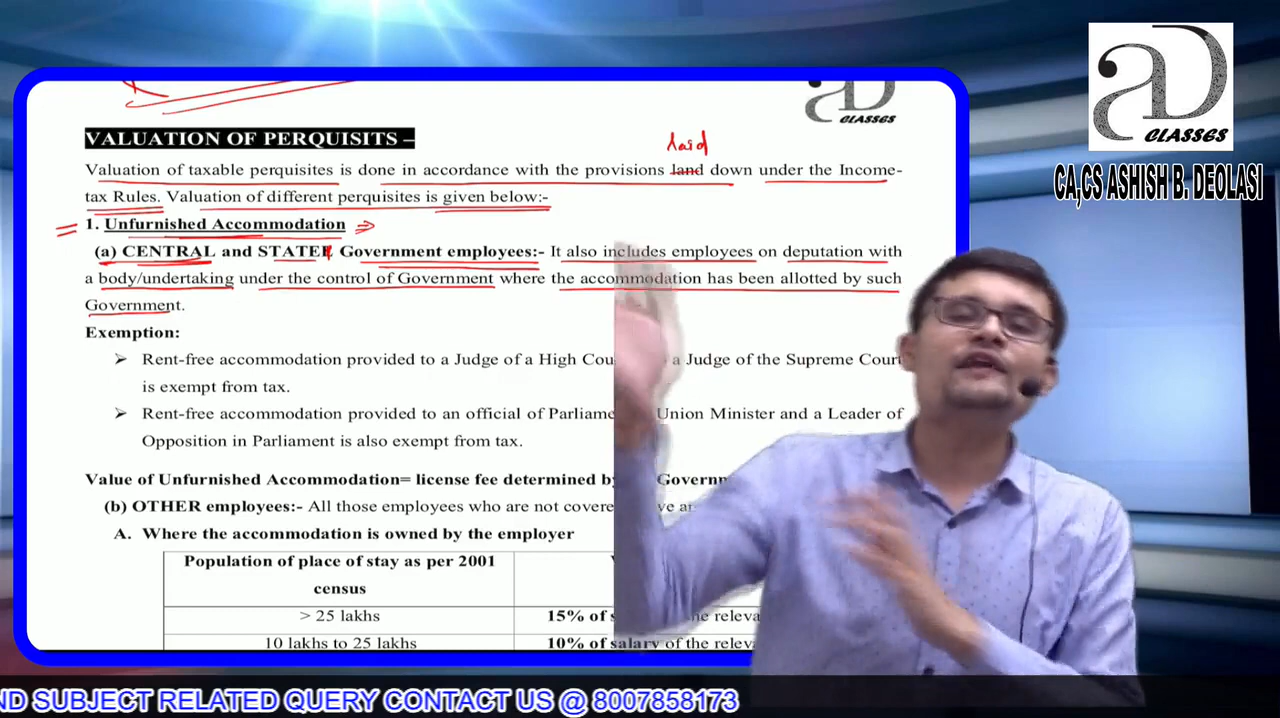 aD
CLASSES
CA,CS ASHISH B. DEOLASI
aD
CLASSES
VALUATION OF PERQUISITS –
laid
Valuation of taxable perquisites is done in accordance with the provisions land down under the Income-
tax Rules. Valuation of different perquisites is given below:-
1. Unfurnished Accommodation
(a) CENTRAL and STATE Government employees:- It also includes employees on deputation with
a body/undertaking under the control of Government where the accommodation has been allotted by such
Government.
Exemption:
➤ Rent-free accommodation provided to a Judge of a High a Judge of the Supreme Court
is exempt from tax.
➤ Rent-free accommodation provided to an official of Union Minister and a Leader of
Opposition in Parliament is also exempt from tax.
Value of Unfurnished Accommodation= license fee determined
(b) OTHER employees:- All those employees who are not
A. Where the accommodation is owned by the employer
Population of place of stay as per 2001
census
> 25 lakhs 15% of
10 lakhs to 25 lakhs 10% of salary of the
SUBJECT RELATED QUERY CONTACT US @ 8007858173